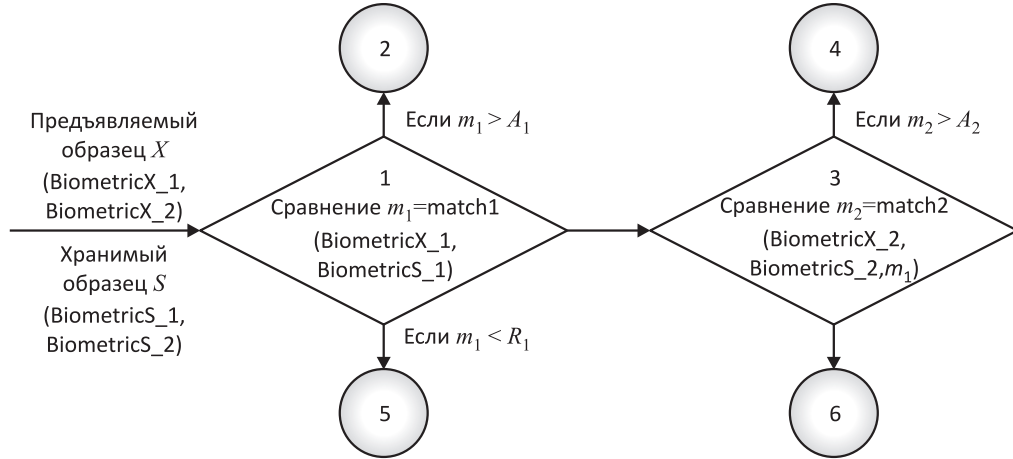 2
4
Если m₁ > A₁
Если m₂ > A₂
Предъявляемый
образец X
(BiometricX_1,
BiometricX_2)
Хранимый
образец S
(BiometricS_1,
BiometricS_2)
1
Сравнение m₁=match1
(BiometricX_1,
BiometricS_1)
3
Сравнение m₂=match2
(BiometricX_2,
BiometricS_2,m₁)
Если m₁ < R₁
5
6